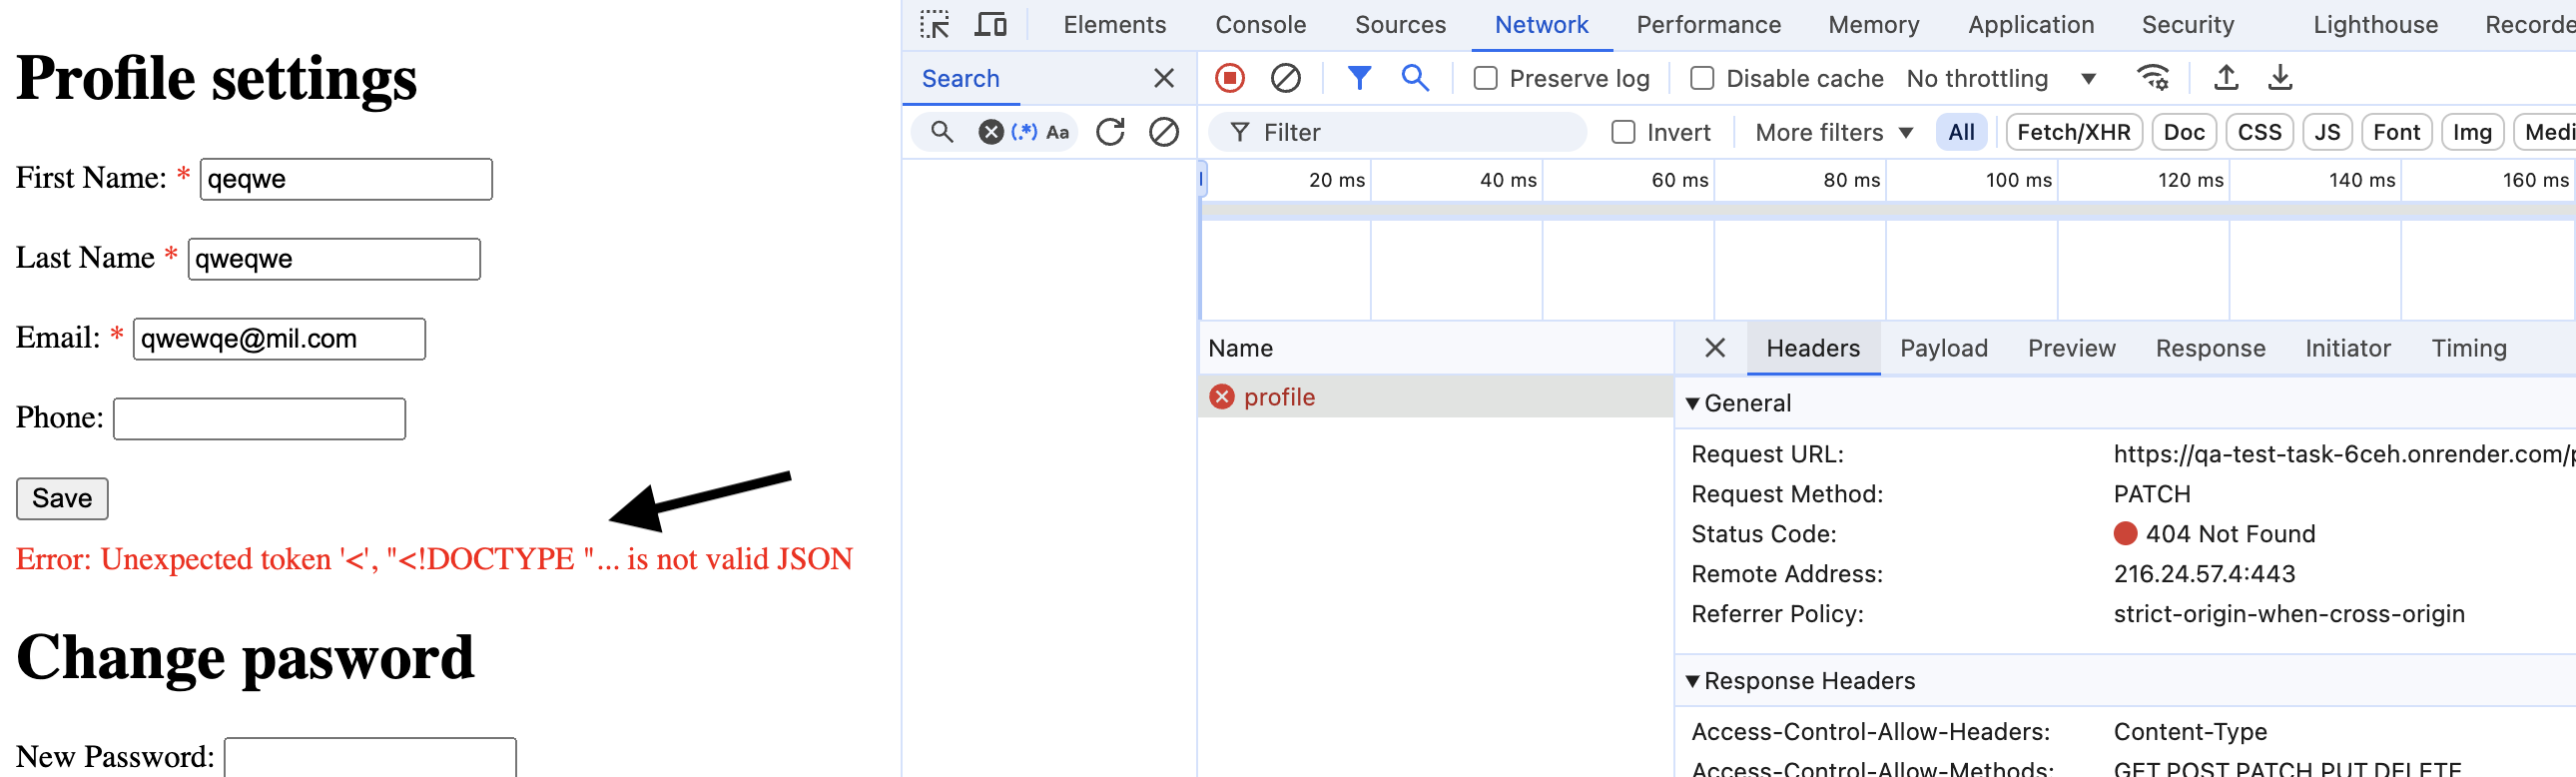 Profile settings
First Name: * qeqwe
Last Name * qweqwe
Email: * qwewqe@mil.com
Phone:
Save
Error: Unexpected token '<', "<!DOCTYPE "... is not valid JSON
Change pasword
New Password:
Elements Console Sources Network Performance Memory Application Security Lighthouse Recorde
Search
Preserve log Disable cache No throttling
(.*) Aa
Filter Invert More filters All Fetch/XHR Doc CSS JS Font Img Medi
20 ms 40 ms 60 ms 80 ms 100 ms 120 ms 140 ms 160 ms
Name
profile
Headers Payload Preview Response Initiator Timing
General
Request URL: https://qa-test-task-6ceh.onrender.com/p
Request Method: PATCH
Status Code: 404 Not Found
Remote Address: 216.24.57.4:443
Referrer Policy: strict-origin-when-cross-origin
Response Headers
Access-Control-Allow-Headers: Content-Type
Access-Control-Allow-Methods: GET,POST,PATCH,PUT,DELETE